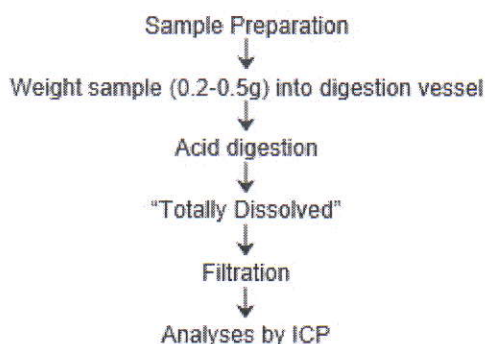 Sample Preparation
Weight sample (0.2-0.5g) into digestion vessel
Acid digestion
“Totally Dissolved”
Filtration
Analyses by ICP